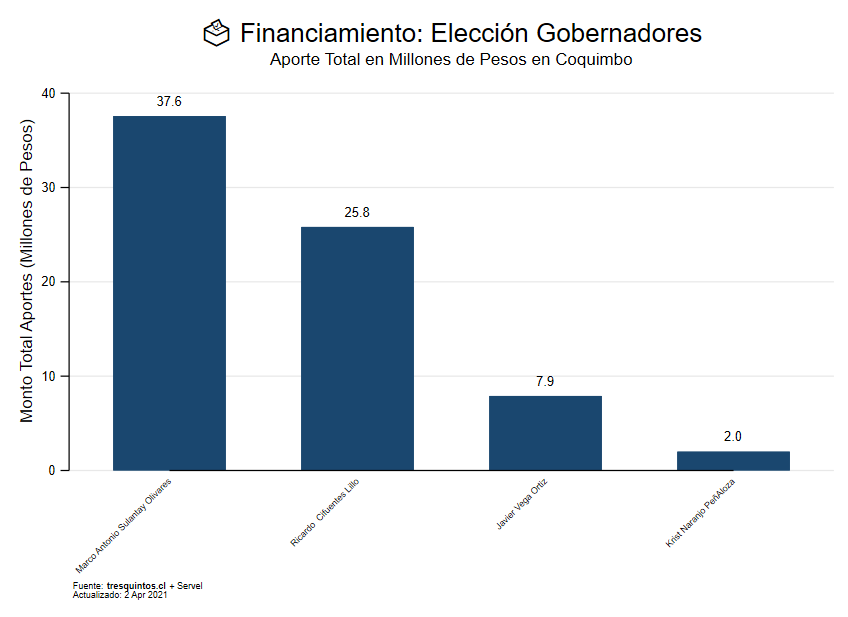 Financiamiento: Elección Gobernadores
Aporte Total en Millones de Pesos en Coquimbo
Monto Total Aportes (Millones de Pesos)
40
30
20
10
0
37.6
25.8
7.9
2.0
Marco Antonio Sulantay Olivares
Ricardo Cifuentes Lillo
Javier Vega Ortiz
Krist Naranjo PeñAloza
Fuente: tresquintos.cl + Servel
Actualizado: 2 Apr 2021